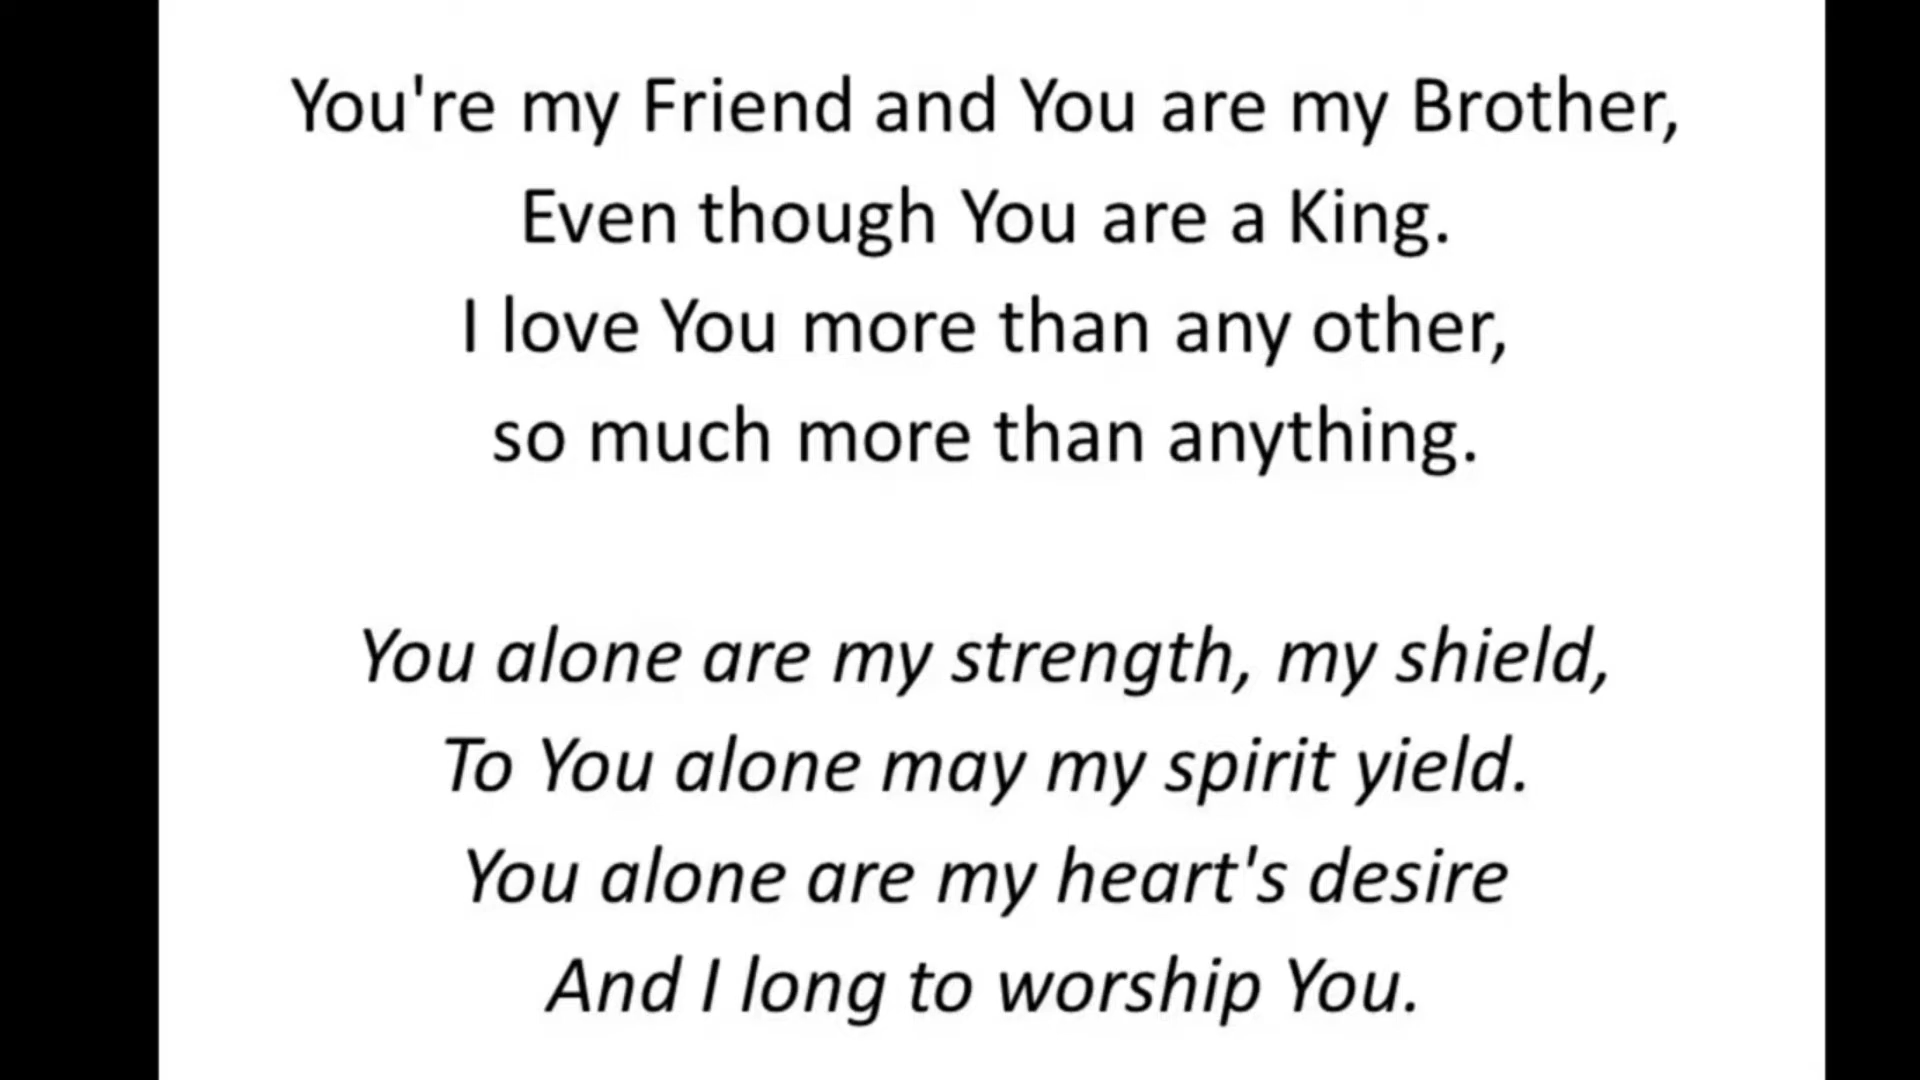 You're my Friend and You are my Brother,
Even though You are a King.
I love You more than any other,
so much more than anything.
You alone are my strength, my shield,
To You alone may my spirit yield.
You alone are my heart's desire
And I long to worship You.